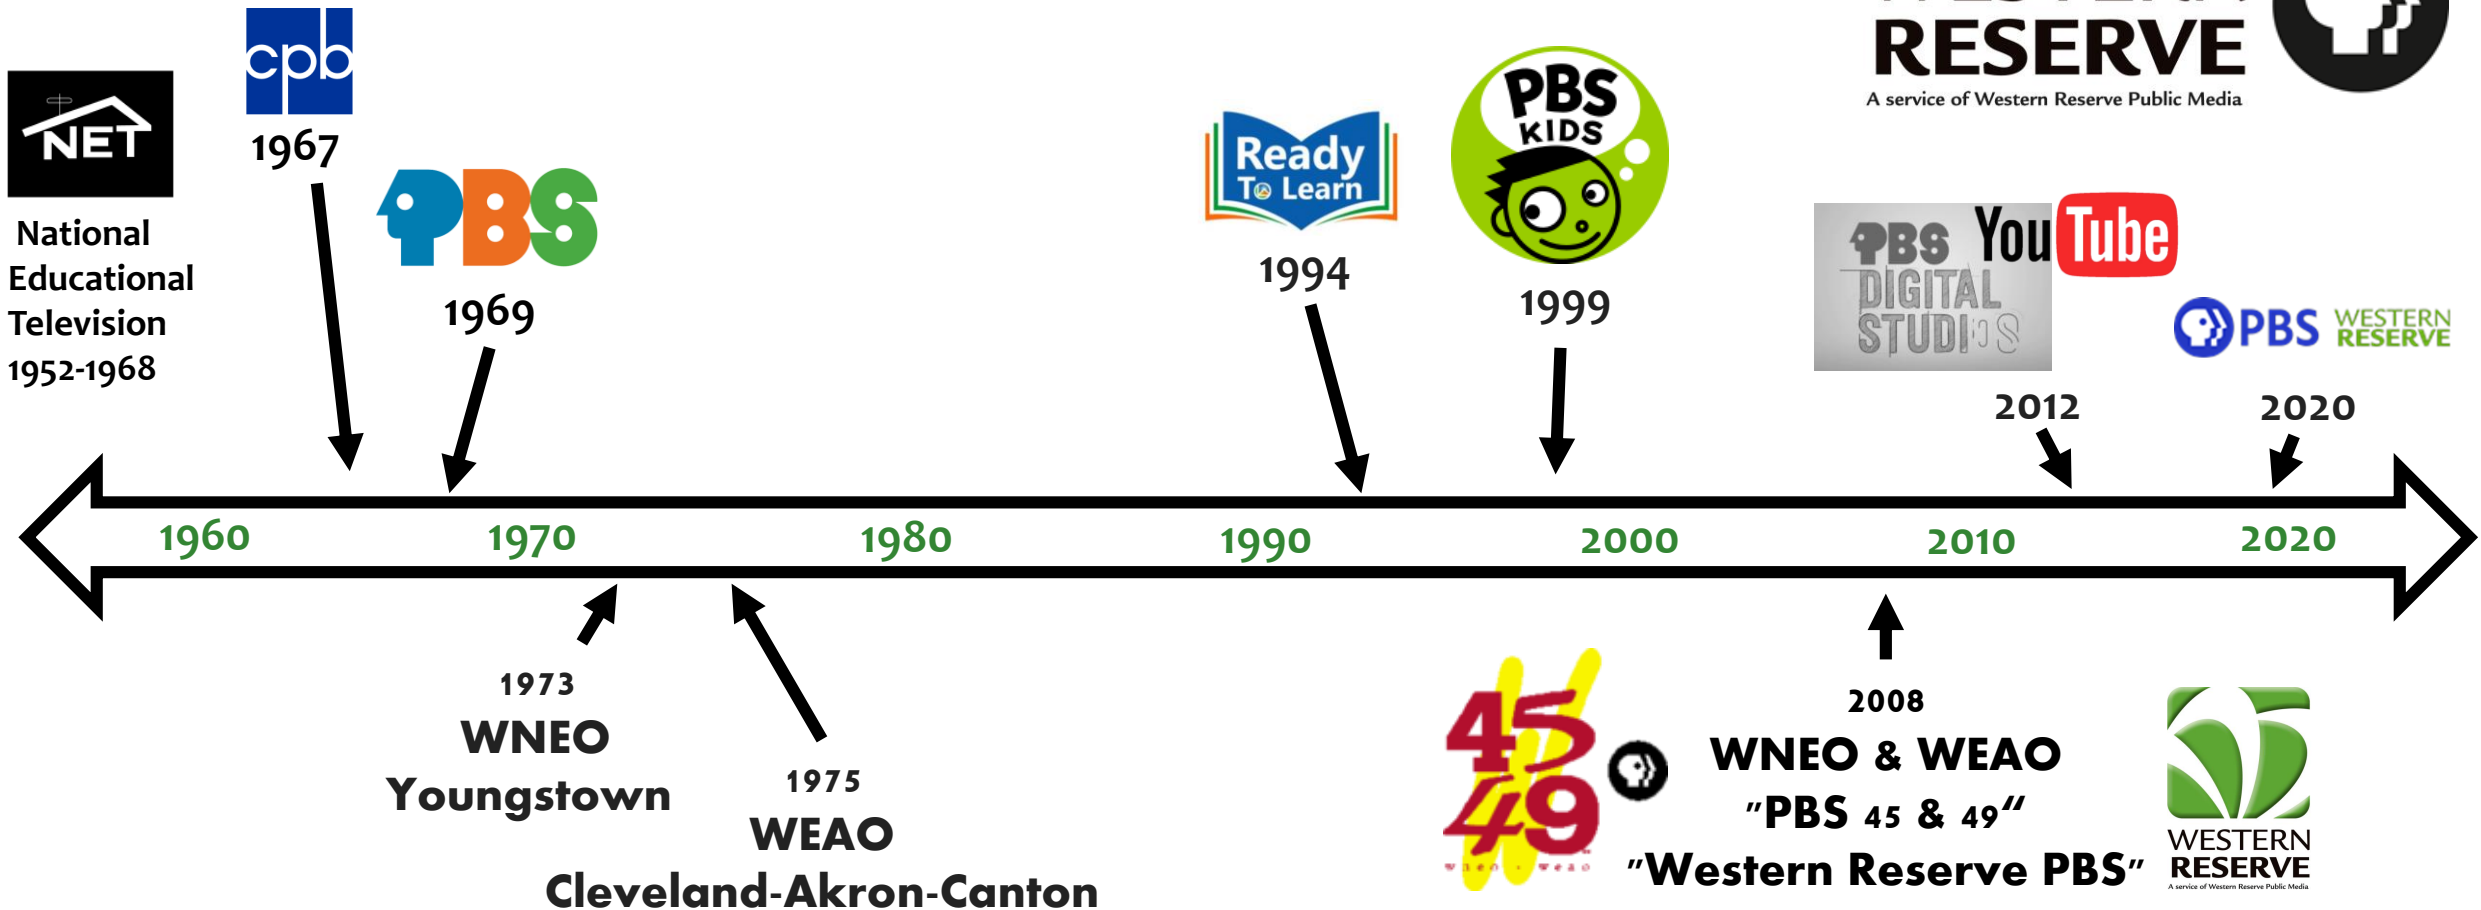 cpb
1967
NET
National
Educational
Television
1952-1968
PBS
1969
Ready
To Learn
1994
PBS
KIDS
1999
RESERVE
A service of Western Reserve Public Media
PBS
DIGITAL
STUDIOS
YouTube
2012
PBS WESTERN
RESERVE
2020
1960 1970 1980 1990 2000 2010 2020
1973
WNEO
Youngstown
1975
WEAO
Cleveland-Akron-Canton
45
49
WNEO - WEAO
2008
WNEO & WEAO
"PBS 45 & 49"
"Western Reserve PBS"
WESTERN
RESERVE
A service of Western Reserve Public Media